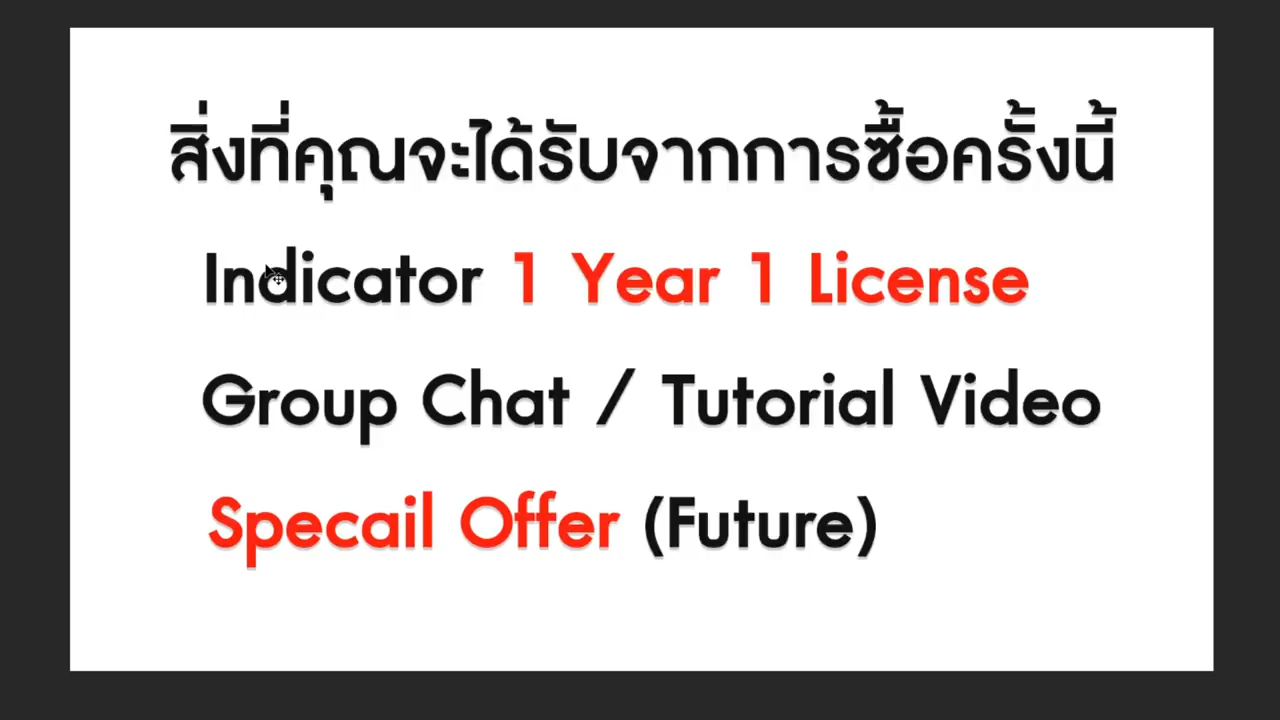 สิ่งที่คุณจะได้รับจากการซื้อครั้งนี้
Indicator 1 Year 1 License
Group Chat / Tutorial Video
Specail Offer (Future)